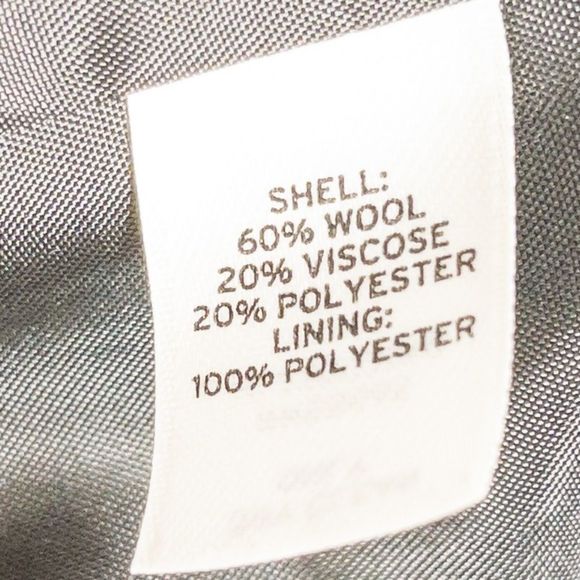 SHELL:
60% WOOL
20% VISCOSE
20% POLYESTER
LINING:
100% POLYESTER